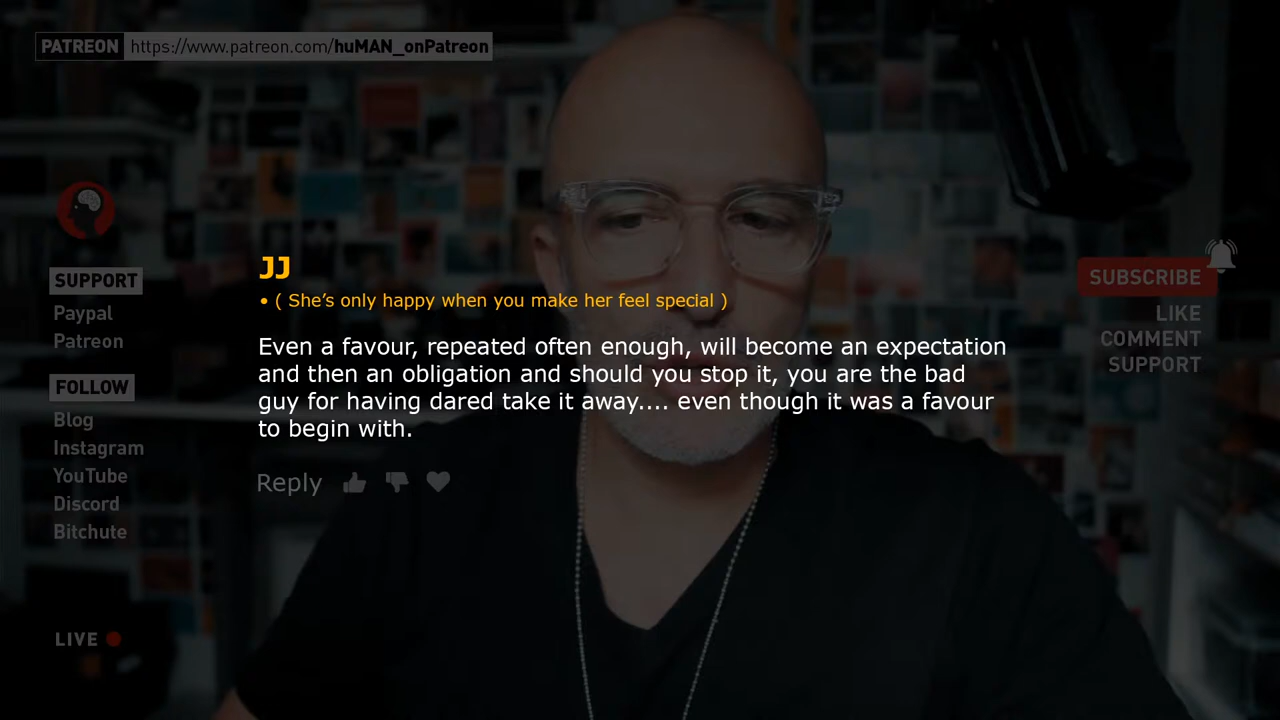 PATREON https://www.patreon.com/huMAN_onPatreon
JJ
• ( She’s only happy when you make her feel special )
Even a favour, repeated often enough, will become an expectation
and then an obligation and should you stop it, you are the bad
guy for having dared take it away.... even though it was a favour
to begin with.
Reply
SUPPORT
Paypal
Patreon
FOLLOW
Blog
Instagram
YouTube
Discord
Bitchute
LIVE
SUBSCRIBE
LIKE
COMMENT
SUPPORT